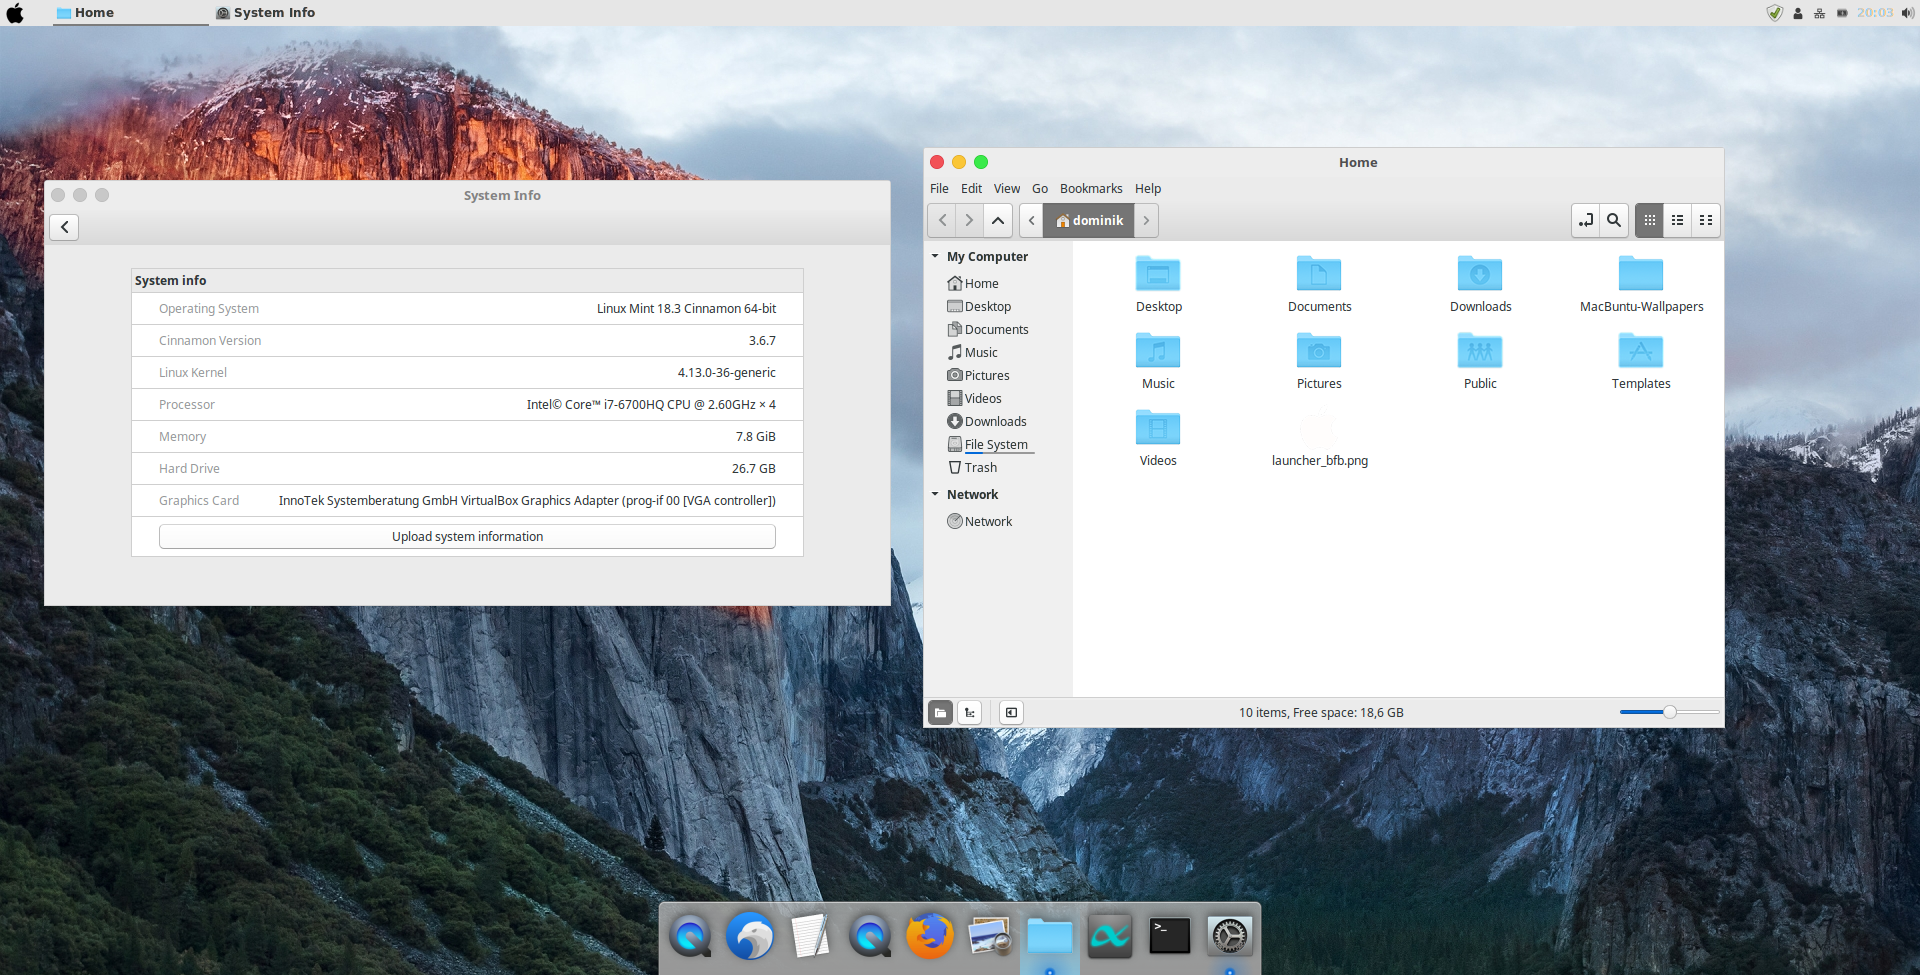 Home
System Info
20:03
System Info
System info
Operating System Linux Mint 18.3 Cinnamon 64-bit
Cinnamon Version 3.6.7
Linux Kernel 4.13.0-36-generic
Processor Intel© Core™ i7-6700HQ CPU @ 2.60GHz × 4
Memory 7.8 GiB
Hard Drive 26.7 GB
Graphics Card InnoTek Systemberatung GmbH VirtualBox Graphics Adapter (prog-if 00 [VGA controller])
Upload system information
Home
File Edit View Go Bookmarks Help
dominik
My Computer
Home
Desktop
Documents
Music
Pictures
Videos
Downloads
File System
Trash
Network
Network
Desktop Documents Downloads MacBuntu-Wallpapers
Music Pictures Public Templates
Videos launcher_bfb.png
10 items, Free space: 18,6 GB
>_